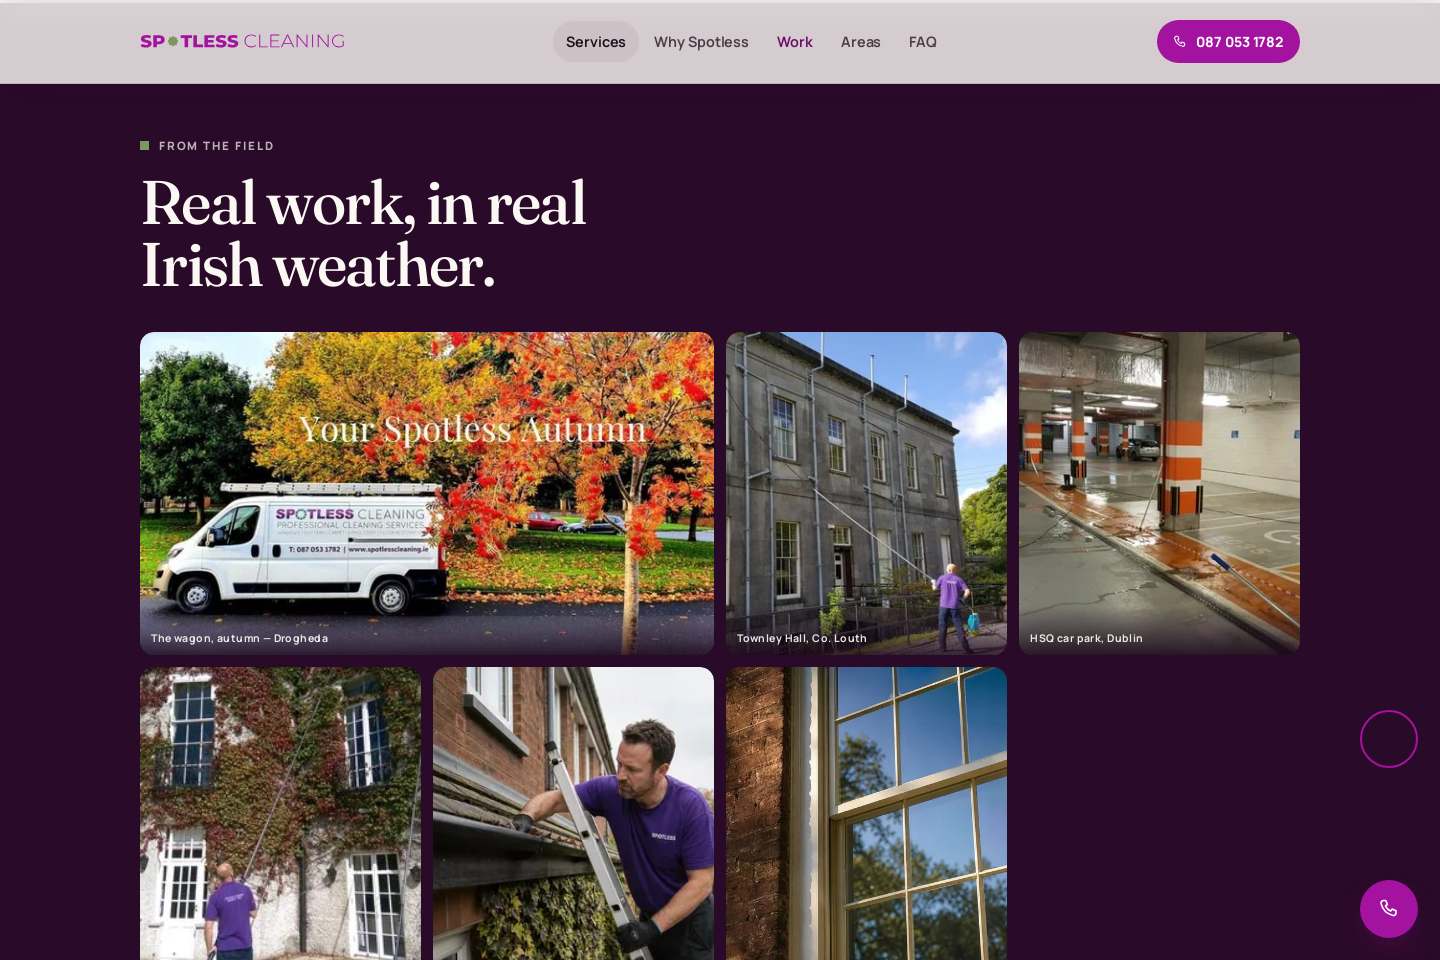 SPOTLESS CLEANING
Services
Why Spotless
Work
Areas
FAQ
087 053 1782
FROM THE FIELD
Real work, in real
Irish weather.
Your Spotless Autumn
SPOTLESS CLEANING
PROFESSIONAL CLEANING SERVICES
T: 087 053 1782 | www.spotlesscleaning.ie
The wagon, autumn — Drogheda
Townley Hall, Co. Louth
HSQ car park, Dublin
SPOTLESS